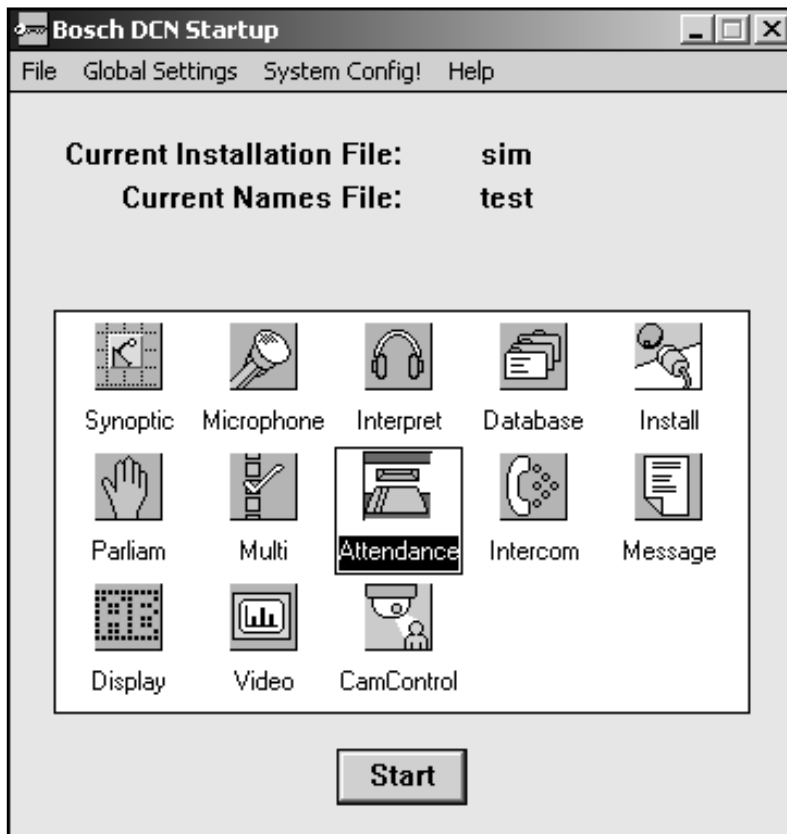 Bosch DCN Startup
File Global Settings System Config! Help
Current Installation File: sim
Current Names File: test
Synoptic Microphone Interpret Database Install
Parliam Multi Attendance Intercom Message
Display Video CamControl
Start